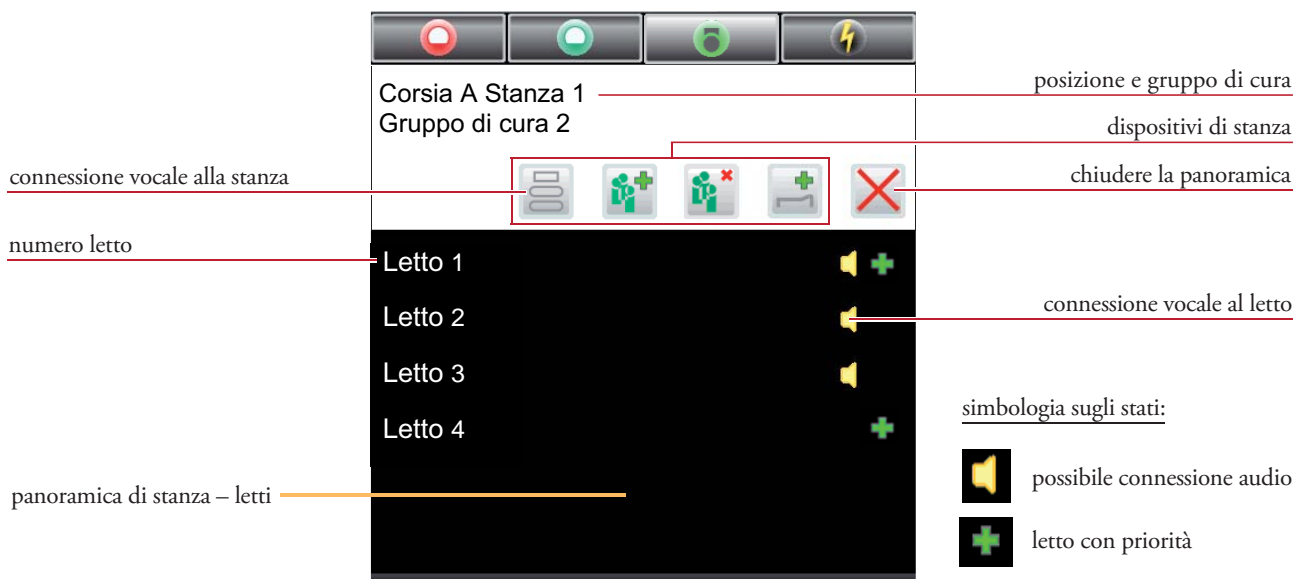 Corsia A Stanza 1
Gruppo di cura 2
posizione e gruppo di cura
dispositivi di stanza
chiudere la panoramica
connessione vocale alla stanza
numero letto
Letto 1
Letto 2
connessione vocale al letto
Letto 3
Letto 4
simbologia sugli stati:
possibile connessione audio
panoramica di stanza – letti
letto con priorità